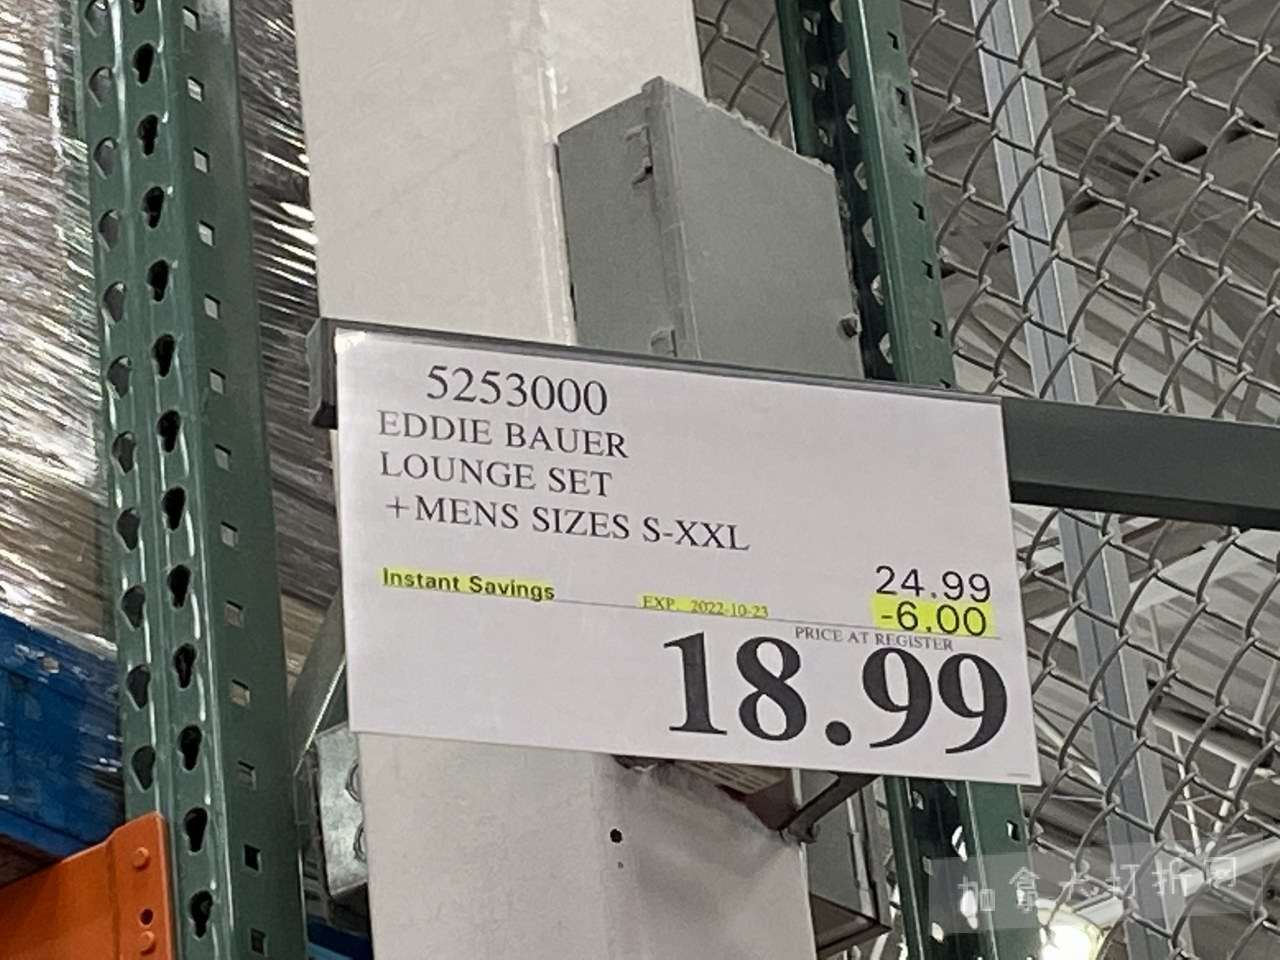 5253000
EDDIE BAUER
LOUNGE SET
+MENS SIZES S-XXL
24.99
Instant Savings EXP. 2022-10-23 -6.00
PRICE AT REGISTER
18.99
加拿大打折网